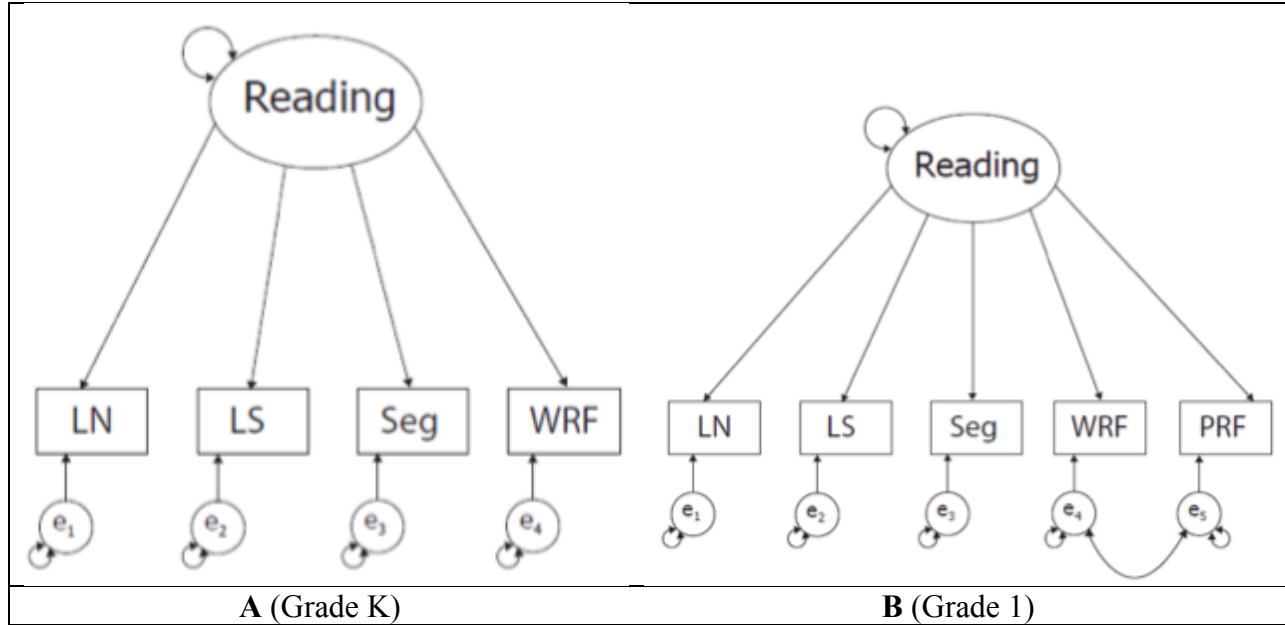 Reading
LN LS Seg WRF
e1 e2 e3 e4
A (Grade K)
Reading
LN LS Seg WRF PRF
e1 e2 e3 e4 e5
B (Grade 1)